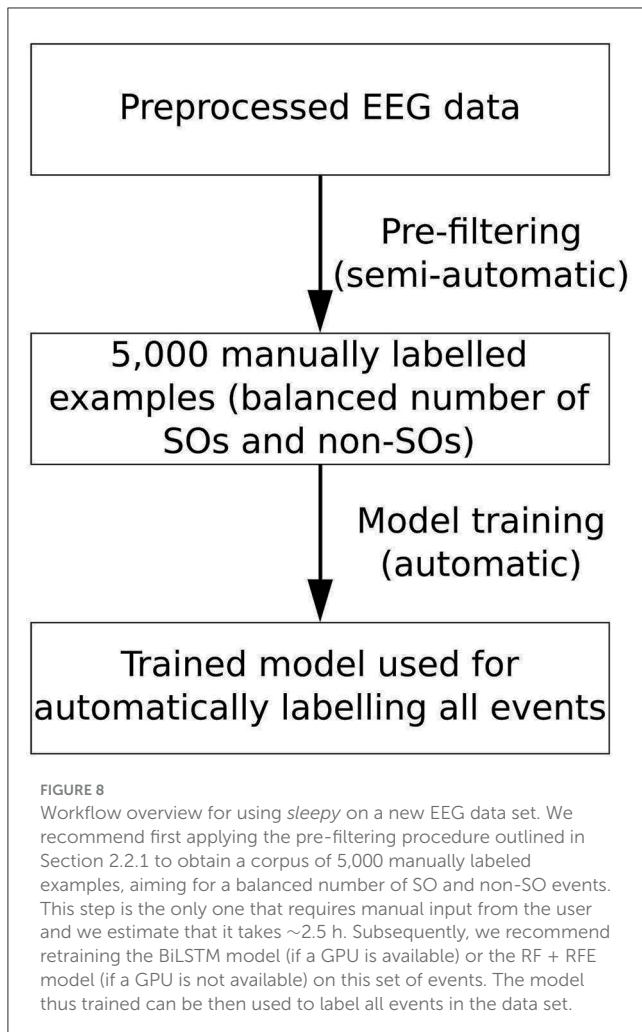 Preprocessed EEG data
Pre-filtering
(semi-automatic)
5,000 manually labelled
examples (balanced number of
SOs and non-SOs)
Model training
(automatic)
Trained model used for
automatically labelling all events
FIGURE 8
Workflow overview for using sleepy on a new EEG data set. We
recommend first applying the pre-filtering procedure outlined in
Section 2.2.1 to obtain a corpus of 5,000 manually labeled
examples, aiming for a balanced number of SO and non-SO events.
This step is the only one that requires manual input from the user
and we estimate that it takes ~2.5 h. Subsequently, we recommend
retraining the BiLSTM model (if a GPU is available) or the RF + RFE
model (if a GPU is not available) on this set of events. The model
thus trained can be then used to label all events in the data set.